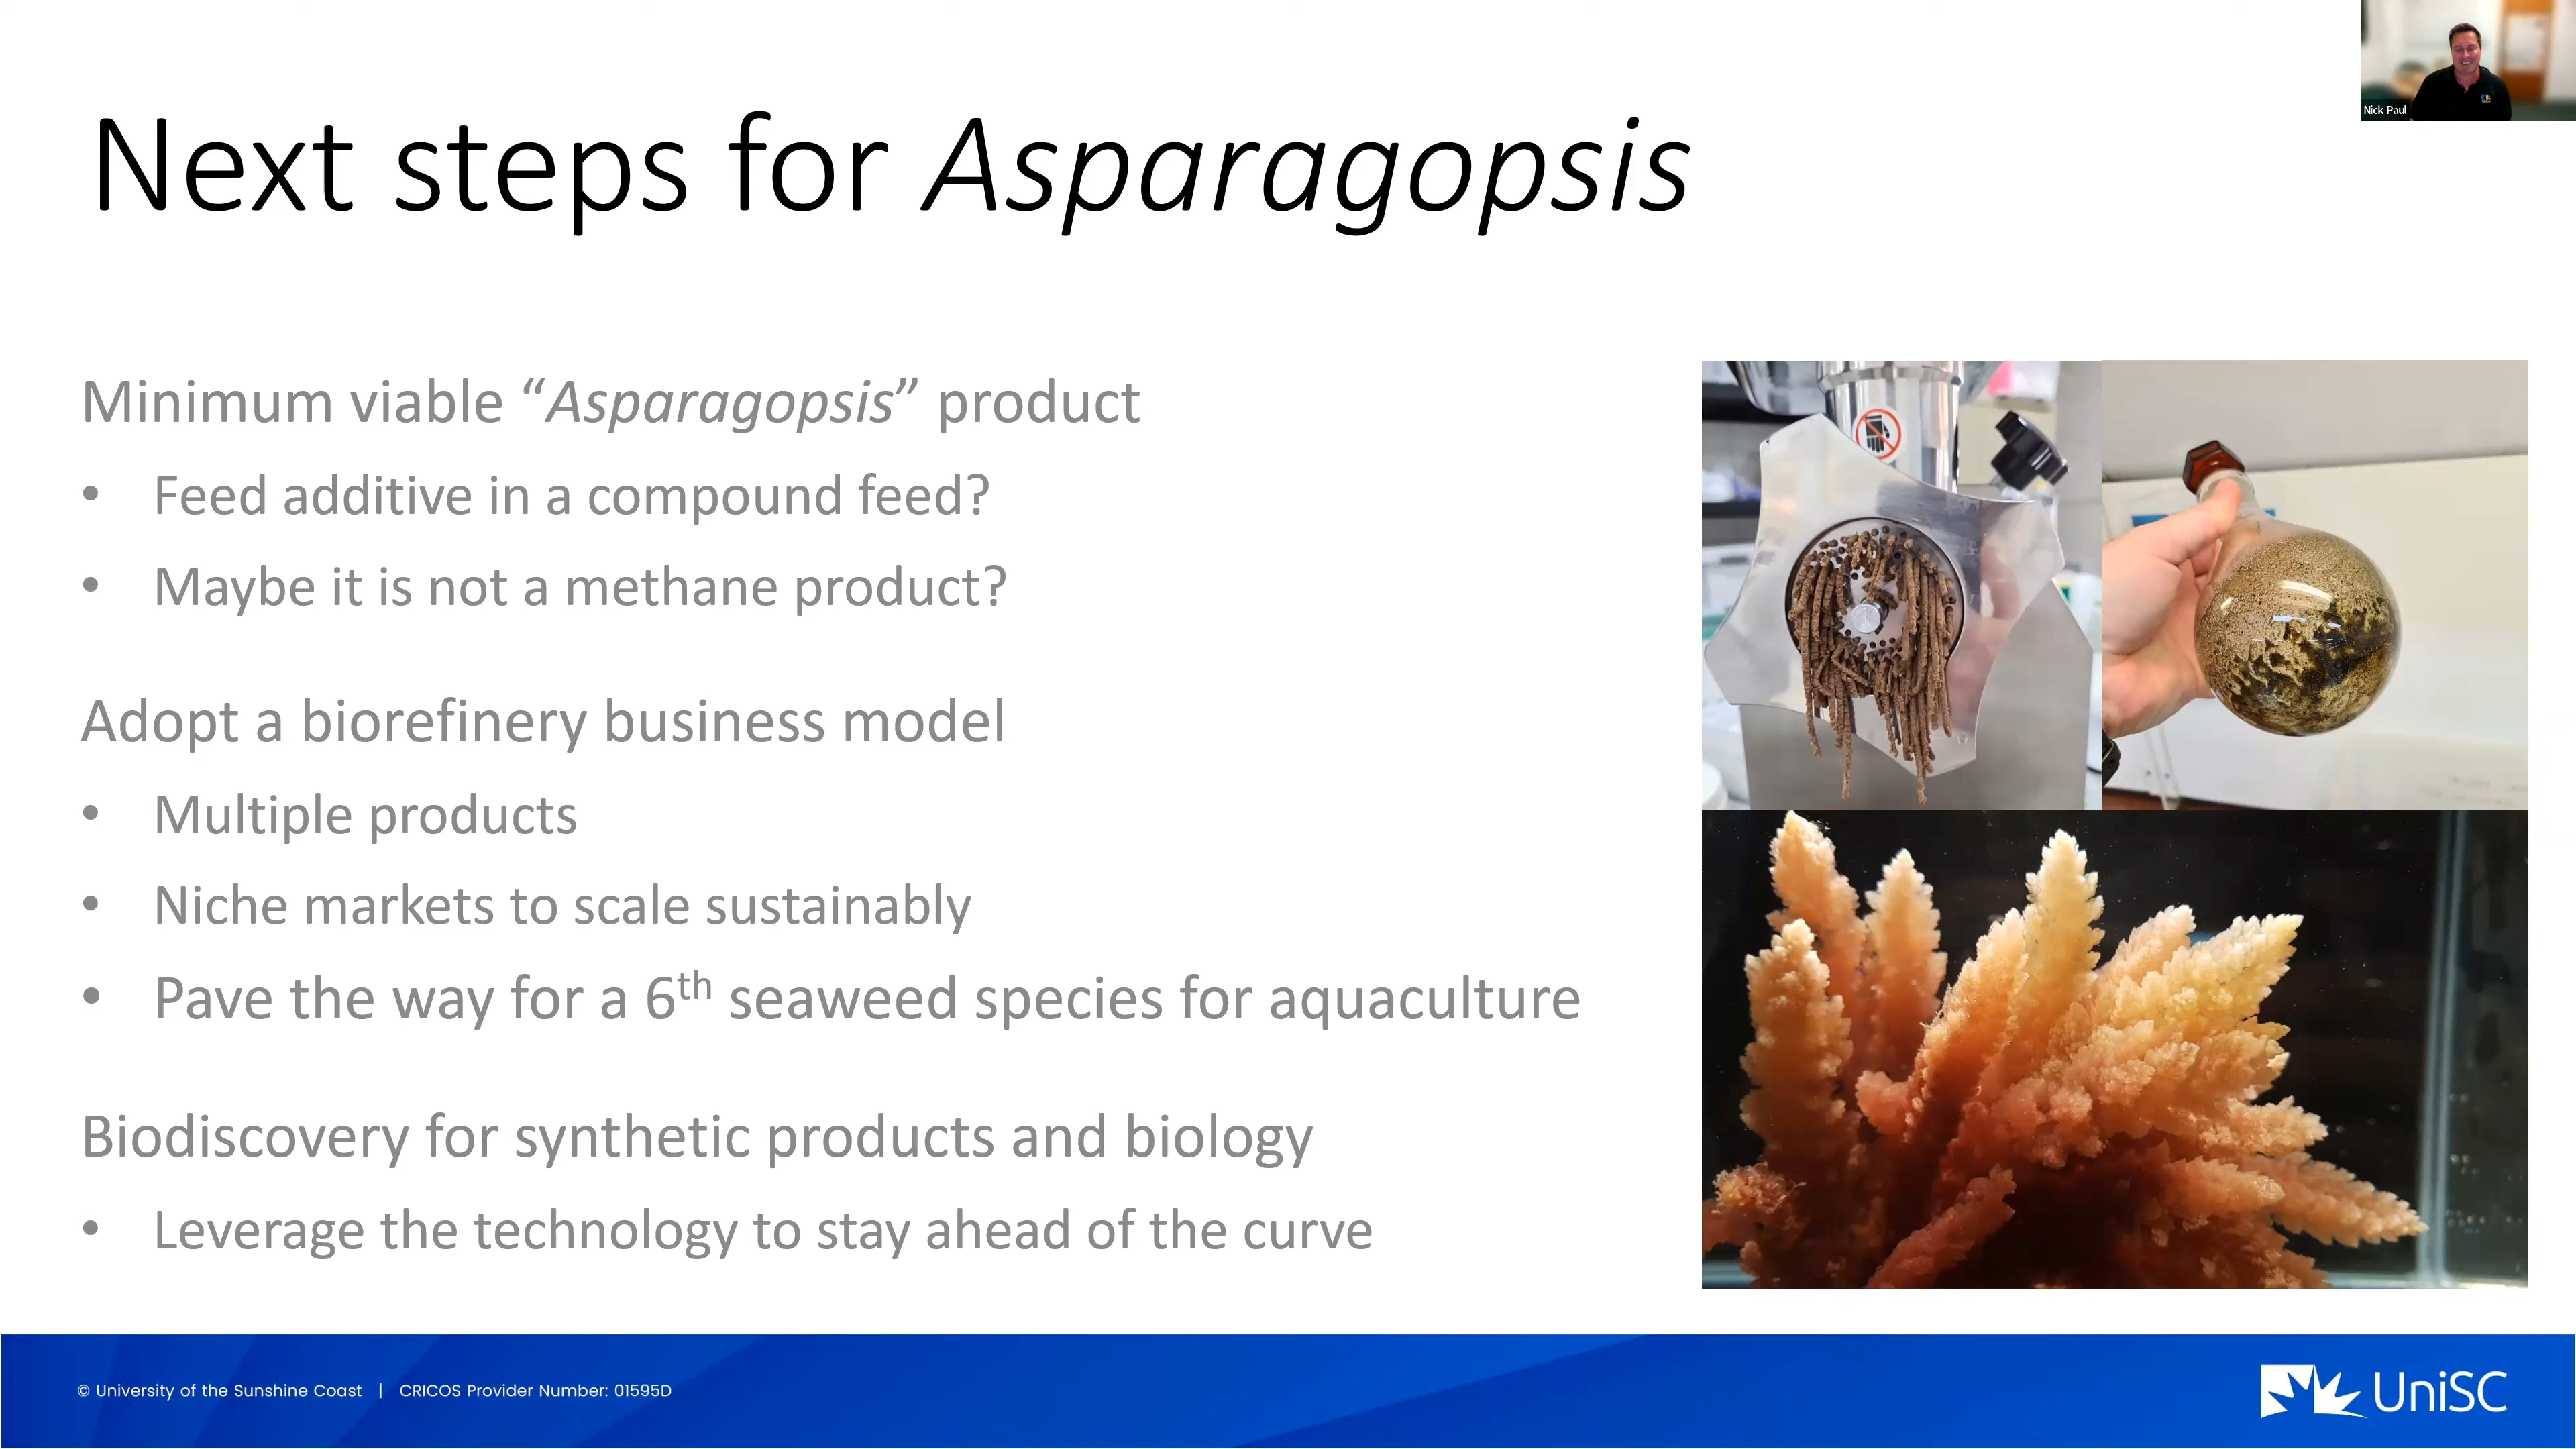 Nick Paul
Next steps for Asparagopsis
Minimum viable “Asparagopsis” product
• Feed additive in a compound feed?
• Maybe it is not a methane product?
Adopt a biorefinery business model
• Multiple products
• Niche markets to scale sustainably
• Pave the way for a 6th seaweed species for aquaculture
Biodiscovery for synthetic products and biology
• Leverage the technology to stay ahead of the curve
© University of the Sunshine Coast | CRICOS Provider Number: 01595D
UniSC